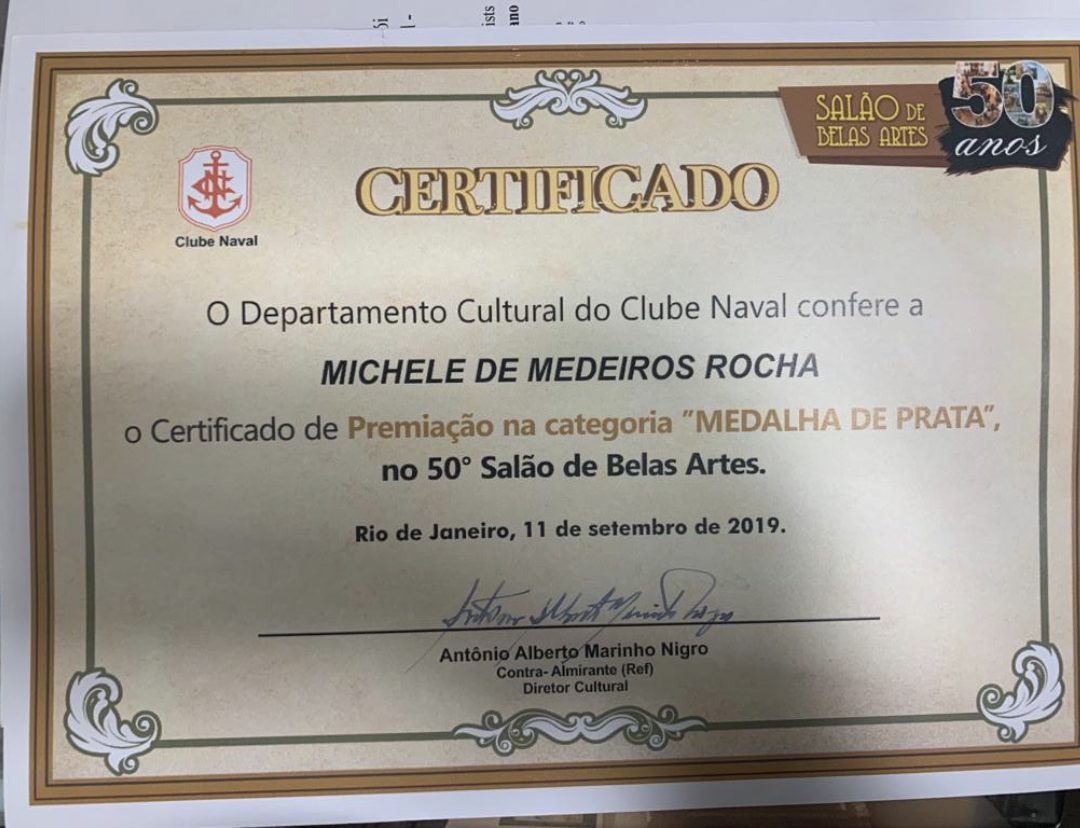 SALÃO DE
BELAS ARTES
50
anos
CERTIFICADO
Clube Naval
O Departamento Cultural do Clube Naval confere a
MICHELE DE MEDEIROS ROCHA
o Certificado de Premiação na categoria "MEDALHA DE PRATA",
no 50° Salão de Belas Artes.
Rio de Janeiro, 11 de setembro de 2019.
Antônio Alberto Marinho Nigro
Contra- Almirante (Ref)
Diretor Cultural